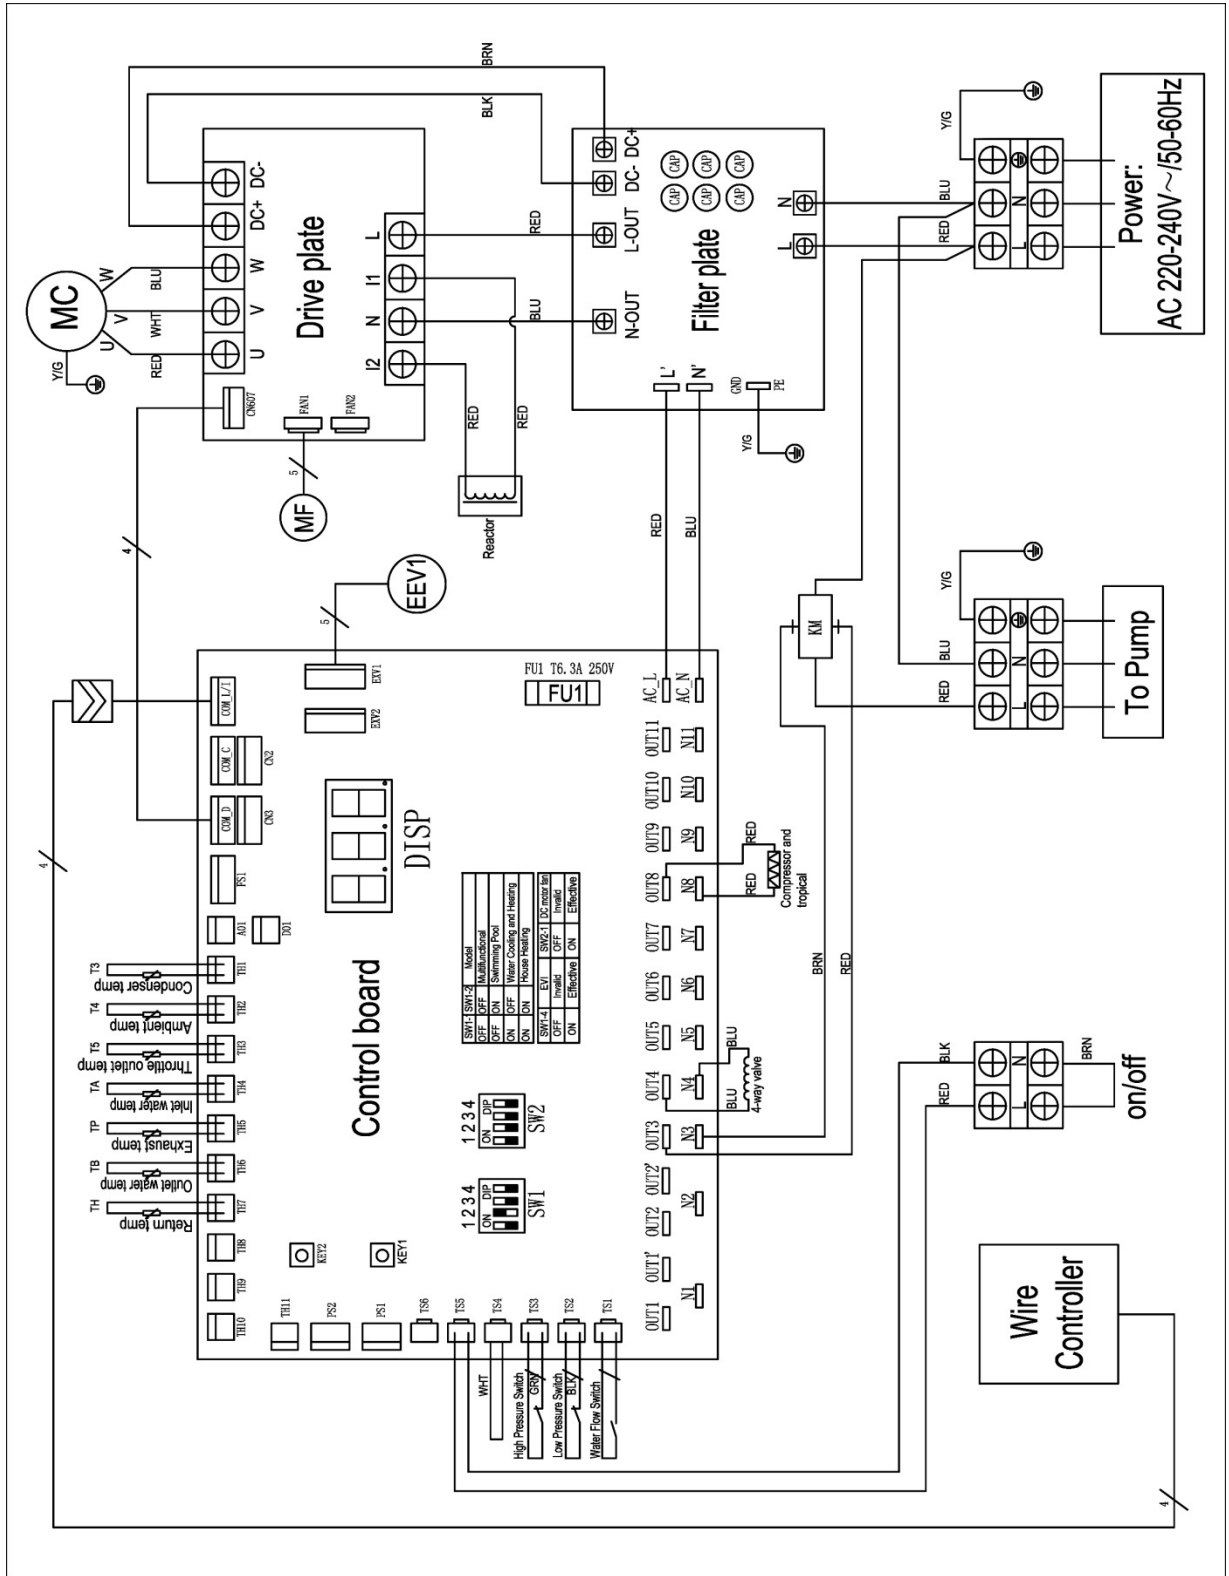 BRN
BLK
Y/G
MC
U
V
W
RED
WHT
BLU
U
V
W
DC+
DC-
CN607
FAN1
FAN2
Drive plate
I2
N
I1
L
5
MF
4
RED
RED
Reactor
BLU
RED
N-OUT
L-OUT
DC-
DC+
CAP
CAP
CAP
CAP
CAP
CAP
Filter plate
L'
N'
GND
PE
L
N
Y/G
RED
BLU
RED
BLU
Y/G
L
N
Power:
AC 220-240V～/50-60Hz
EEV1
5
KM
RED
BLU
Y/G
L
N
To Pump
4
COM_L/I
COM_C
CN2
COM_D
CN3
PS1
AO1
DO1
EXV1
EXV2
FU1 T6.3A 250V
FU1
DISP
T3
Condenser temp
TH1
T4
Ambient temp
TH2
T5
Throttle outlet temp
TH3
TA
Inlet water temp
TH4
TP
Exhaust temp
TH5
TB
Outlet water temp
TH6
TH
Return temp
TH7
TH8
TH9
TH10
Control board
SW1-1 SW1-2 Model
OFF OFF Multifunctional
OFF ON Swimming Pool
ON OFF Water Cooling and Heating
ON ON House Heating
SW1-4 EVI SW2-1 DC motor fan
OFF Invalid OFF Invalid
ON Effective ON Effective
1 2 3 4
ON DIP
SW2
1 2 3 4
ON DIP
SW1
KEY2
KEY1
TH11
PS2
PS1
TS6
TS5
TS4
TS3
TS2
TS1
WHT
High Pressure Switch
GRN
Low Pressure Switch
BLK
Water Flow Switch
OUT1
OUT1'
N1
OUT2
OUT2'
N2
OUT3
N3
OUT4
N4
OUT5
N5
OUT6
N6
OUT7
N7
OUT8
N8
OUT9
N9
OUT10
N10
OUT11
N11
AC_L
AC_N
BLU
BLU
4-way valve
RED
RED
Compressor and
tropical
BRN
RED
RED
BLK
L
N
BRN
on/off
Wire
Controller
4